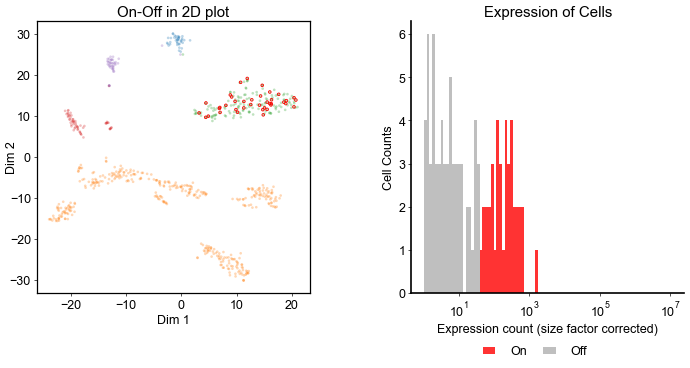 On-Off in 2D plot
30
20
10
0
−10
−20
−30
Dim 2
−20 −10 0 10 20
Dim 1
Expression of Cells
6
5
4
3
2
1
0
Cell Counts
10^1 10^3 10^5 10^7
Expression count (size factor corrected)
On Off